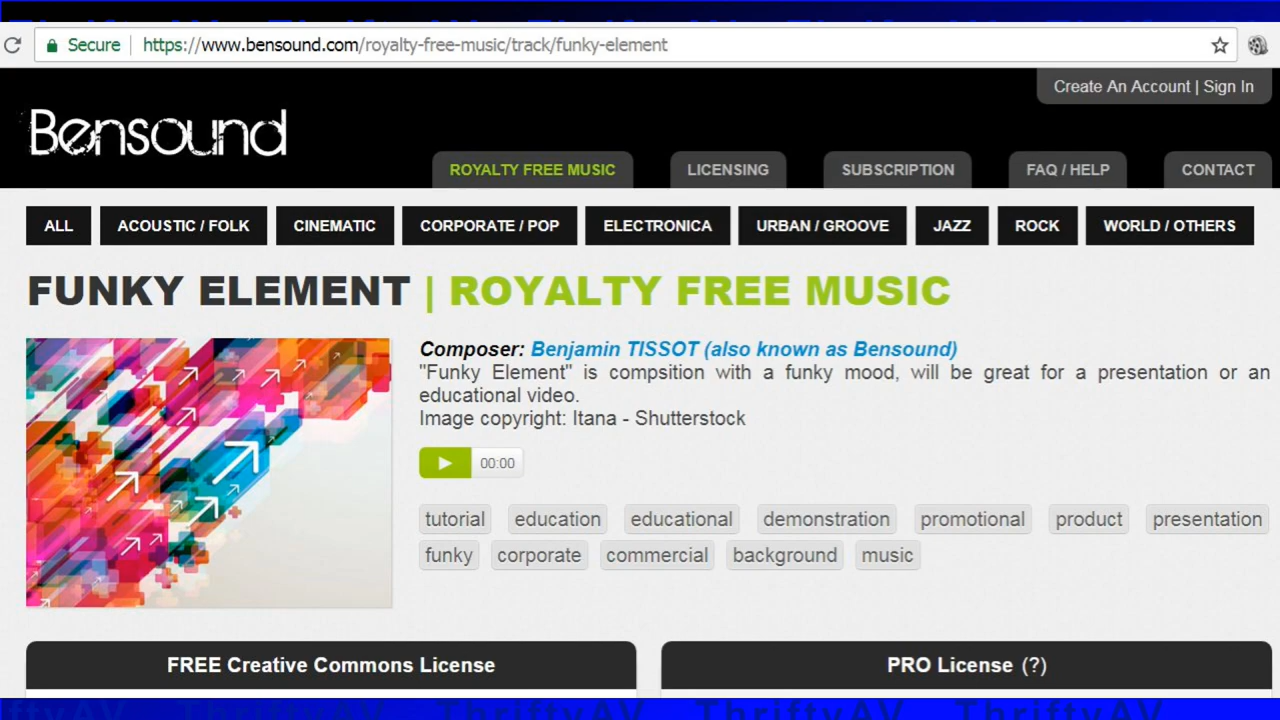 Secure https://www.bensound.com/royalty-free-music/track/funky-element
Create An Account | Sign In
Bensound
ROYALTY FREE MUSIC LICENSING SUBSCRIPTION FAQ / HELP CONTACT
ALL ACOUSTIC / FOLK CINEMATIC CORPORATE / POP ELECTRONICA URBAN / GROOVE JAZZ ROCK WORLD / OTHERS
FUNKY ELEMENT | ROYALTY FREE MUSIC
Composer: Benjamin TISSOT (also known as Bensound)
"Funky Element" is compsition with a funky mood, will be great for a presentation or an
educational video.
Image copyright: Itana - Shutterstock
00:00
tutorial education educational demonstration promotional product presentation
funky corporate commercial background music
FREE Creative Commons License PRO License (?)
ThriftyAV ThriftyAV ThriftyAV ThriftyAV